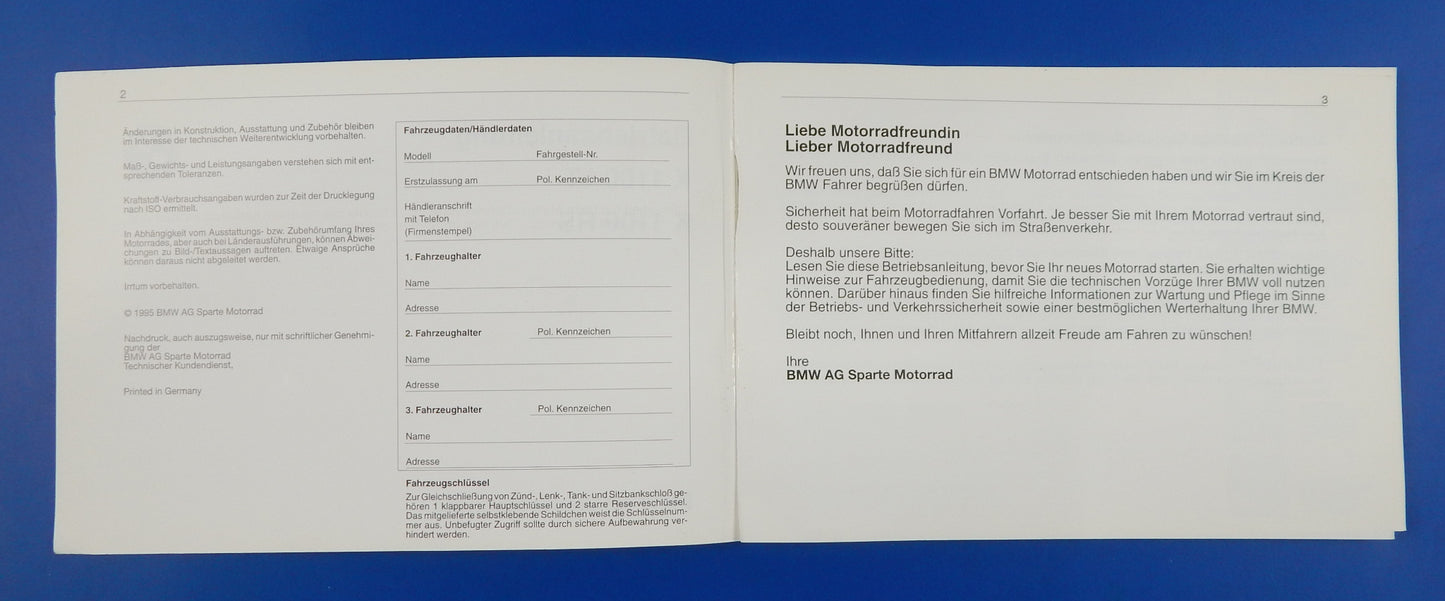 2
Änderungen in Konstruktion, Ausstattung und Zubehör bleiben
im Interesse der technischen Weiterentwicklung vorbehalten.
Maß-, Gewichts- und Leistungsangaben verstehen sich mit ent-
sprechenden Toleranzen.
Kraftstoff-Verbrauchsangaben wurden zur Zeit der Drucklegung
nach ISO ermittelt.
In Abhängigkeit vom Ausstattungs- bzw. Zubehörumfang Ihres
Motorrades, aber auch bei Länderausführungen, können Abwei-
chungen zu Bild-/Textaussagen auftreten. Etwaige Ansprüche
können daraus nicht abgeleitet werden.
Irrtum vorbehalten.
© 1995 BMW AG Sparte Motorrad
Nachdruck, auch auszugsweise, nur mit schriftlicher Genehmi-
gung der
BMW AG Sparte Motorrad
Technischer Kundendienst,
Printed in Germany
Fahrzeugdaten/Händlerdaten
Modell Fahrgestell-Nr.
Erstzulassung am Pol. Kennzeichen
Händleranschrift
mit Telefon
(Firmenstempel)
1. Fahrzeughalter
Name
Adresse
2. Fahrzeughalter Pol. Kennzeichen
Name
Adresse
3. Fahrzeughalter Pol. Kennzeichen
Name
Adresse
Fahrzeugschlüssel
Zur Gleichschließung von Zünd-, Lenk-, Tank- und Sitzbankschloß ge-
hören 1 klappbarer Hauptschlüssel und 2 starre Reserveschlüssel.
Das mitgelieferte selbstklebende Schildchen weist die Schlüsselnum-
mer aus. Unbefugter Zugriff sollte durch sichere Aufbewahrung ver-
hindert werden.
3
Liebe Motorradfreundin
Lieber Motorradfreund
Wir freuen uns, daß Sie sich für ein BMW Motorrad entschieden haben und wir Sie im Kreis der
BMW Fahrer begrüßen dürfen.
Sicherheit hat beim Motorradfahren Vorfahrt. Je besser Sie mit Ihrem Motorrad vertraut sind,
desto souveräner bewegen Sie sich im Straßenverkehr.
Deshalb unsere Bitte:
Lesen Sie diese Betriebsanleitung, bevor Sie Ihr neues Motorrad starten. Sie erhalten wichtige
Hinweise zur Fahrzeugbedienung, damit Sie die technischen Vorzüge Ihrer BMW voll nutzen
können. Darüber hinaus finden Sie hilfreiche Informationen zur Wartung und Pflege im Sinne
der Betriebs- und Verkehrssicherheit sowie einer bestmöglichen Werterhaltung Ihrer BMW.
Bleibt noch, Ihnen und Ihren Mitfahrern allzeit Freude am Fahren zu wünschen!
Ihre
BMW AG Sparte Motorrad